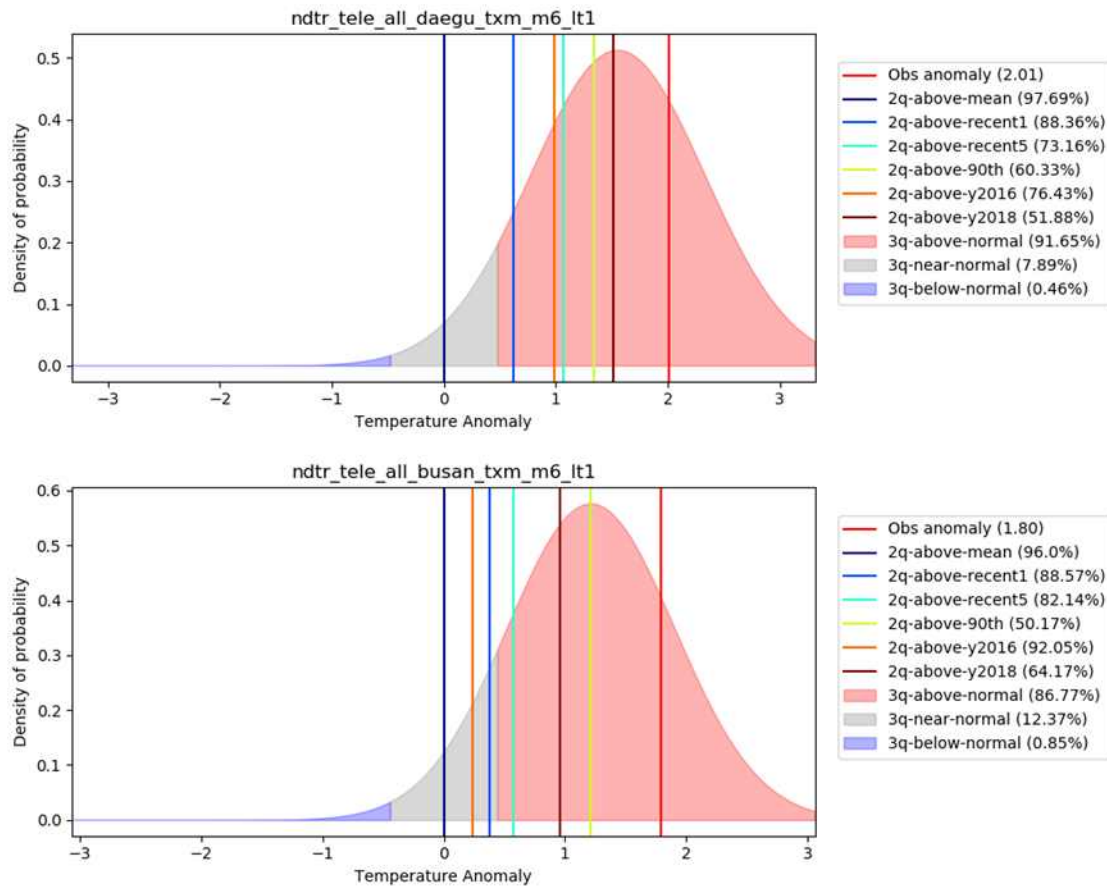 ndtr_tele_all_daegu_txm_m6_lt1
Density of probability
0.5
0.4
0.3
0.2
0.1
0.0
−3
−2
−1
0
1
2
3
Temperature Anomaly
Obs anomaly (2.01)
2q-above-mean (97.69%)
2q-above-recent1 (88.36%)
2q-above-recent5 (73.16%)
2q-above-90th (60.33%)
2q-above-y2016 (76.43%)
2q-above-y2018 (51.88%)
3q-above-normal (91.65%)
3q-near-normal (7.89%)
3q-below-normal (0.46%)
ndtr_tele_all_busan_txm_m6_lt1
Density of probability
0.6
0.5
0.4
0.3
0.2
0.1
0.0
−3
−2
−1
0
1
2
3
Temperature Anomaly
Obs anomaly (1.80)
2q-above-mean (96.0%)
2q-above-recent1 (88.57%)
2q-above-recent5 (82.14%)
2q-above-90th (50.17%)
2q-above-y2016 (92.05%)
2q-above-y2018 (64.17%)
3q-above-normal (86.77%)
3q-near-normal (12.37%)
3q-below-normal (0.85%)